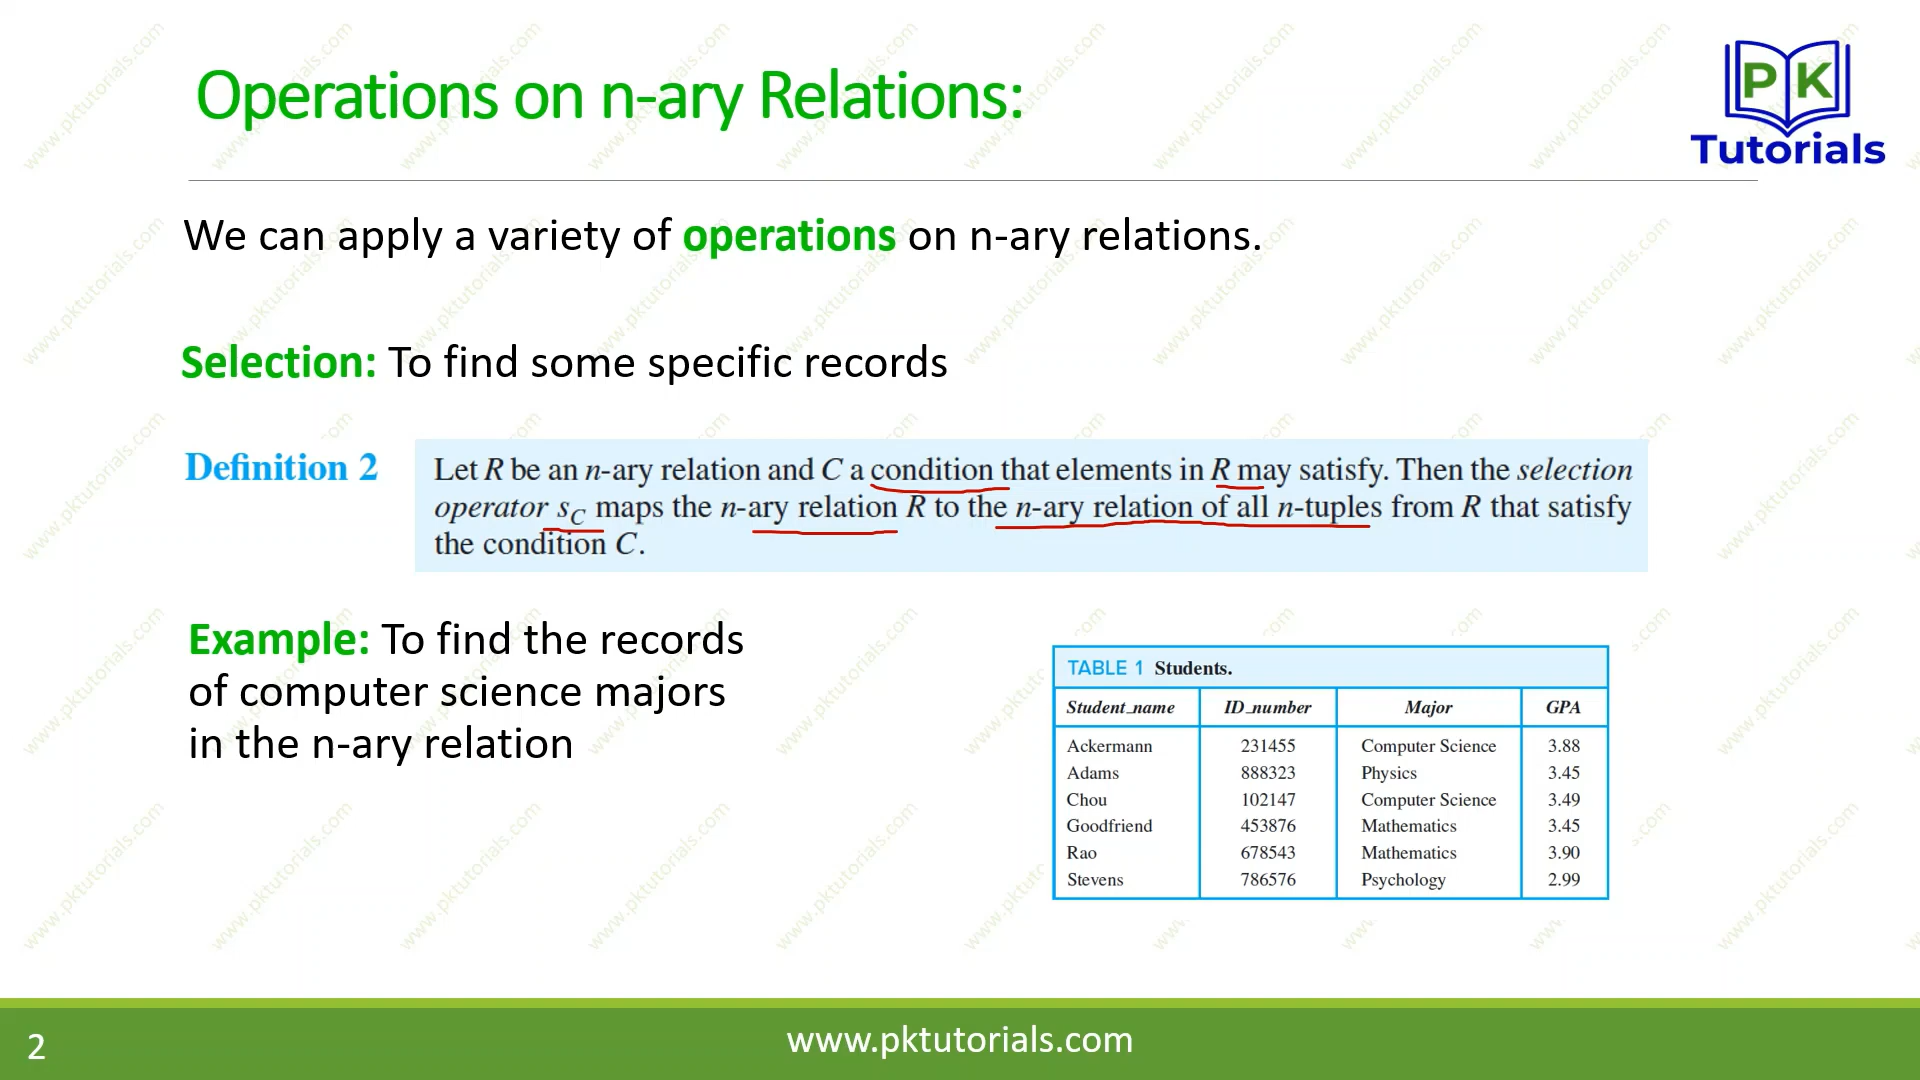 Operations on n-ary Relations:
PK
Tutorials
We can apply a variety of operations on n-ary relations.
Selection: To find some specific records
Definition 2
Let R be an n-ary relation and C a condition that elements in R may satisfy. Then the selection
operator sC maps the n-ary relation R to the n-ary relation of all n-tuples from R that satisfy
the condition C.
Example: To find the records
of computer science majors
in the n-ary relation
TABLE 1 Students.
Student_name ID_number Major GPA
Ackermann 231455 Computer Science 3.88
Adams 888323 Physics 3.45
Chou 102147 Computer Science 3.49
Goodfriend 453876 Mathematics 3.45
Rao 678543 Mathematics 3.90
Stevens 786576 Psychology 2.99
2
www.pktutorials.com